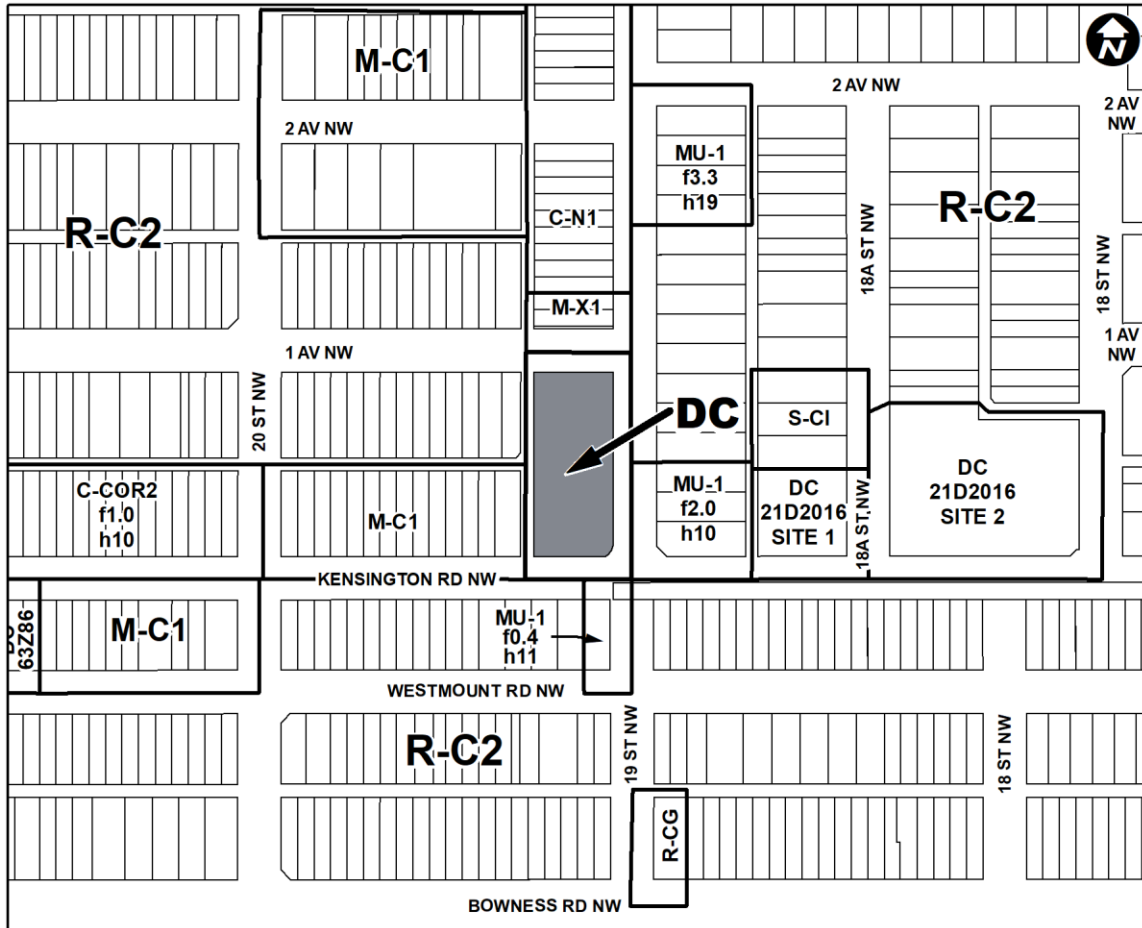 M-C1
N
2 AV NW
2 AV
NW
2 AV NW
MU-1
f3.3
h19
R-C2
R-C2
C-N1
18A ST NW
18 ST NW
M-X1
1 AV NW
1 AV
NW
20 ST NW
DC
S-CI
C-COR2
f1.0
h10
M-C1
MU-1
f2.0
h10
DC
21D2016
SITE 1
18A ST NW
DC
21D2016
SITE 2
KENSINGTON RD NW
63Z86
M-C1
MU-1
f0.4
h11
WESTMOUNT RD NW
R-C2
19 ST NW
18 ST NW
R-CG
BOWNESS RD NW